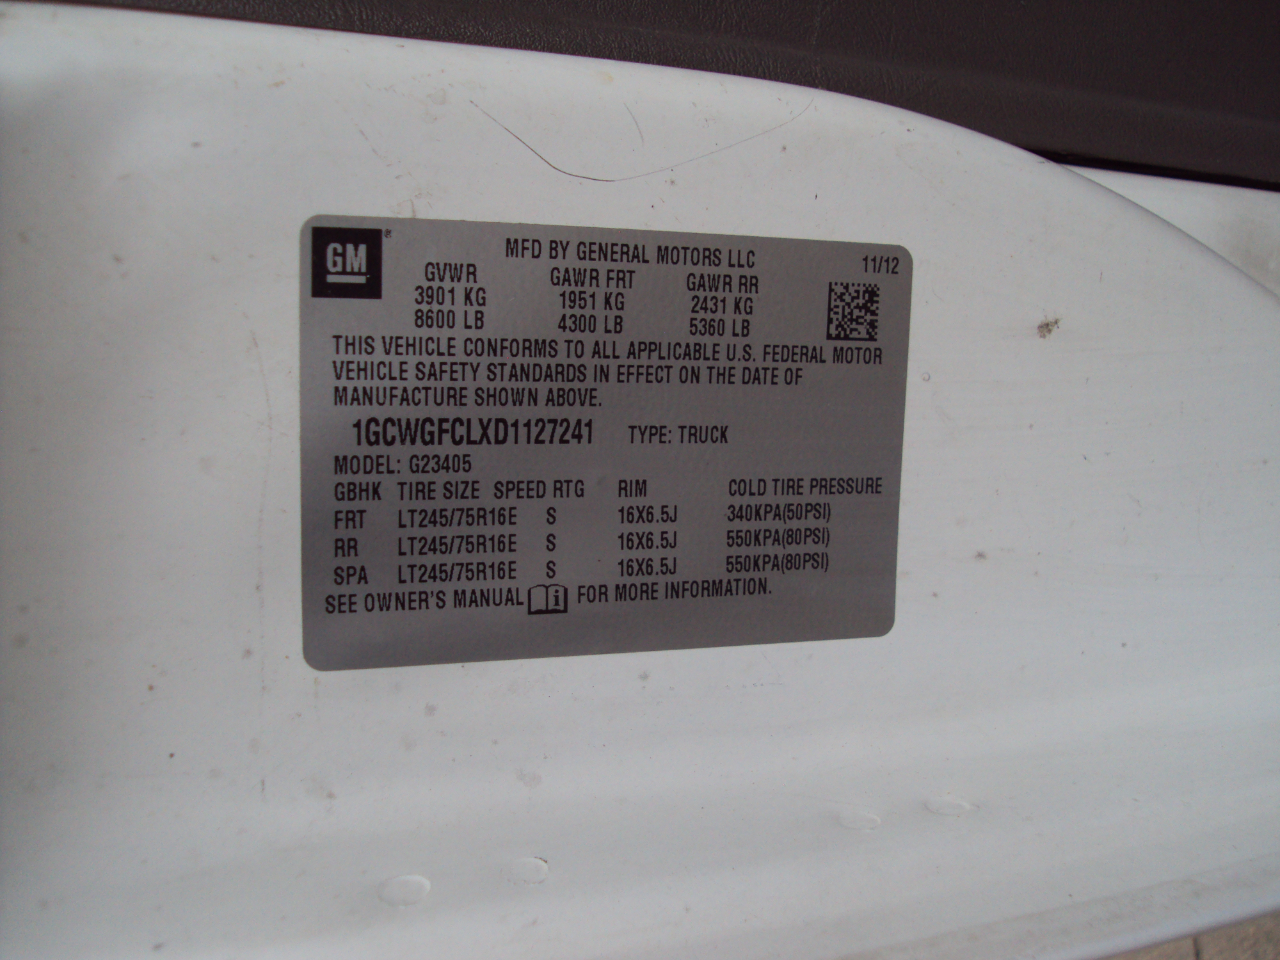 GM®
MFD BY GENERAL MOTORS LLC
11/12
GVWR GAWR FRT GAWR RR
3901 KG 1951 KG 2431 KG
8600 LB 4300 LB 5360 LB
THIS VEHICLE CONFORMS TO ALL APPLICABLE U.S. FEDERAL MOTOR
VEHICLE SAFETY STANDARDS IN EFFECT ON THE DATE OF
MANUFACTURE SHOWN ABOVE.
1GCWGFCLXD1127241 TYPE: TRUCK
MODEL: G23405
GBHK TIRE SIZE SPEED RTG RIM COLD TIRE PRESSURE
FRT LT245/75R16E S 16X6.5J 340KPA(50PSI)
RR LT245/75R16E S 16X6.5J 550KPA(80PSI)
SPA LT245/75R16E S 16X6.5J 550KPA(80PSI)
SEE OWNER'S MANUAL i FOR MORE INFORMATION.